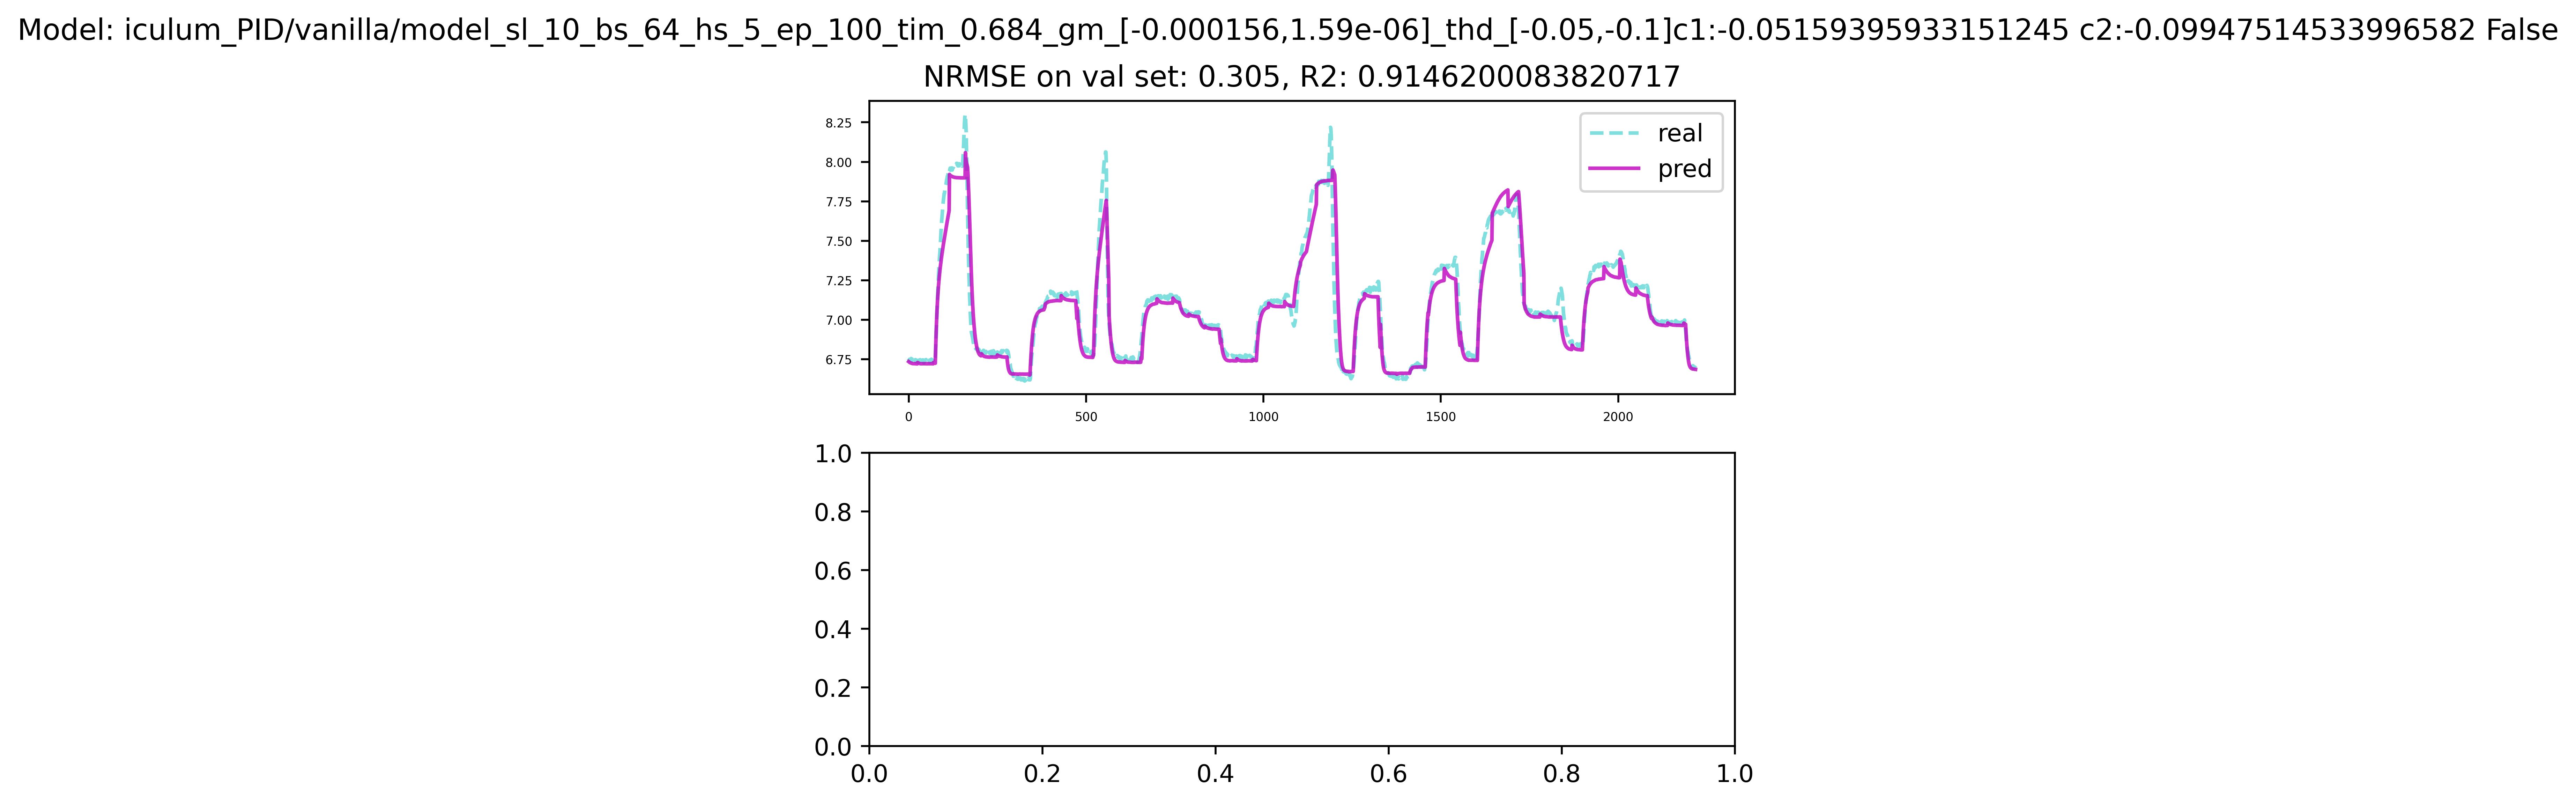 Model: iculum_PID/vanilla/model_sl_10_bs_64_hs_5_ep_100_tim_0.684_gm_[-0.000156,1.59e-06]_thd_[-0.05,-0.1]c1:-0.05159395933151245 c2:-0.09947514533996582 False
NRMSE on val set: 0.305, R2: 0.9146200083820717
real
pred
8.25
8.00
7.75
7.50
7.25
7.00
6.75
0 500 1000 1500 2000
1.0
0.8
0.6
0.4
0.2
0.0
0.0 0.2 0.4 0.6 0.8 1.0